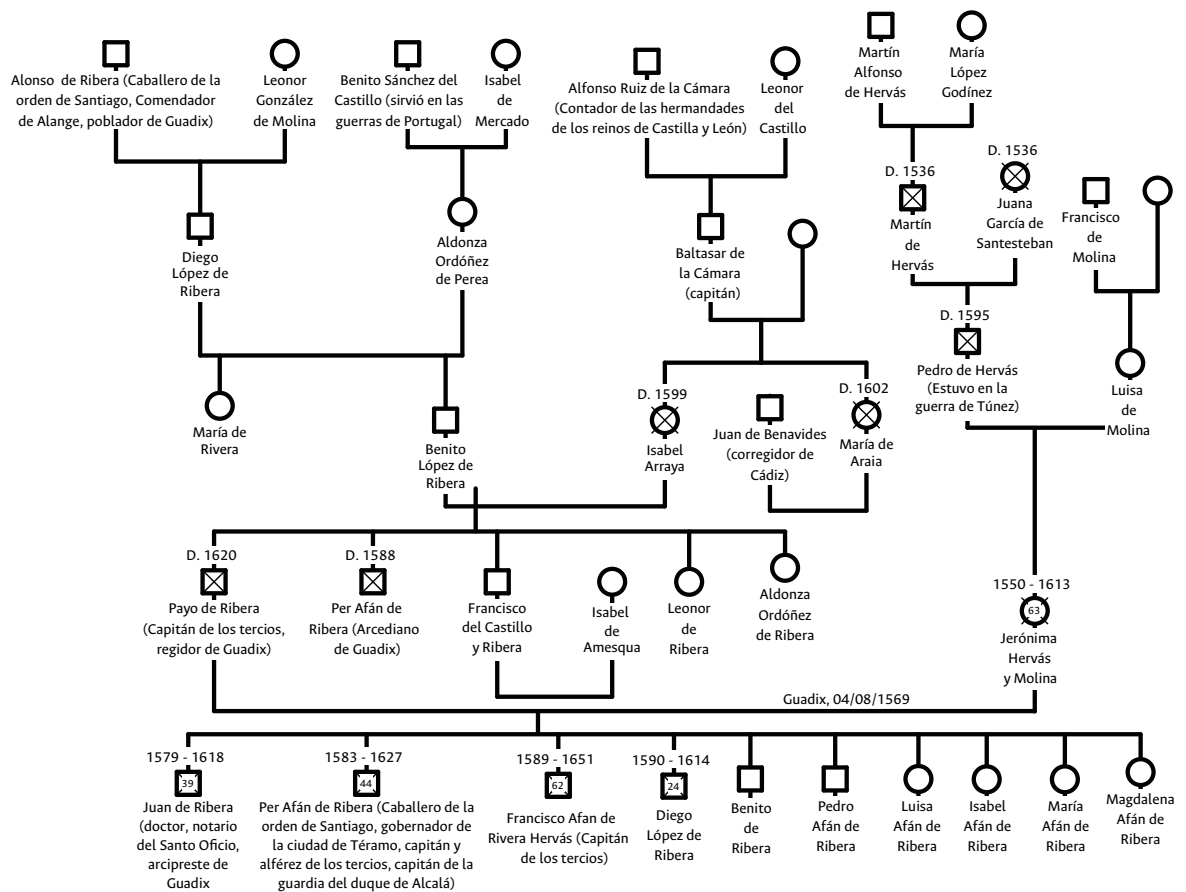 Alonso de Ribera (Caballero de la
orden de Santiago, Comendador
de Alange, poblador de Guadix)
Leonor
González
de Molina
Benito Sánchez del
Castillo (sirvió en las
guerras de Portugal)
Isabel
de
Mercado
Alfonso Ruiz de la Cámara
(Contador de las hermandades
de los reinos de Castilla y León)
Leonor
del
Castillo
Martín
Alfonso
de Hervás
María
López
Godínez
Diego
López de
Ribera
Aldonza
Ordóñez
de Perea
Baltasar de
la Cámara
(capitán)
D. 1536
Martín
de
Hervás
D. 1536
Juana
García de
Santesteban
Francisco
de
Molina
María de
Rivera
Benito
López de
Ribera
D. 1599
Isabel
Arraya
Juan de Benavides
(corregidor de
Cádiz)
D. 1602
María de
Araia
D. 1595
Pedro de Hervás
(Estuvo en la
guerra de Túnez)
Luisa
de
Molina
D. 1620
Payo de Ribera
(Capitán de los tercios,
regidor de Guadix)
D. 1588
Per Afán de
Ribera (Arcediano
de Guadix)
Francisco
del Castillo
y Ribera
Isabel
de
Amesqua
Leonor
de
Ribera
Aldonza
Ordóñez
de Ribera
1550 - 1613
63
Jerónima
Hervás
y Molina
Guadix, 04/08/1569
1579 - 1618
39
Juan de Ribera
(doctor, notario
del Santo Oficio,
arcipreste de
Guadix
1583 - 1627
44
Per Afán de Ribera (Caballero de la
orden de Santiago, gobernador de
la ciudad de Téramo, capitán y
alférez de los tercios, capitán de la
guardia del duque de Alcalá)
1589 - 1651
62
Francisco Afan de
Rivera Hervás (Capitán
de los tercios)
1590 - 1614
24
Diego
López de
Ribera
Benito
de
Ribera
Pedro
Afán de
Ribera
Luisa
Afán de
Ribera
Isabel
Afán de
Ribera
María
Afán de
Ribera
Magdalena
Afán de
Ribera